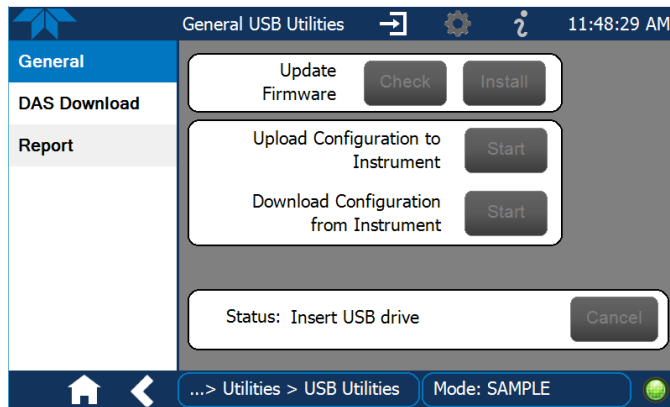 General USB Utilities
11:48:29 AM
General
DAS Download
Report
Update
Firmware
Check
Install
Upload Configuration to
Instrument
Start
Download Configuration
from Instrument
Start
Status: Insert USB drive
Cancel
...> Utilities > USB Utilities
Mode: SAMPLE